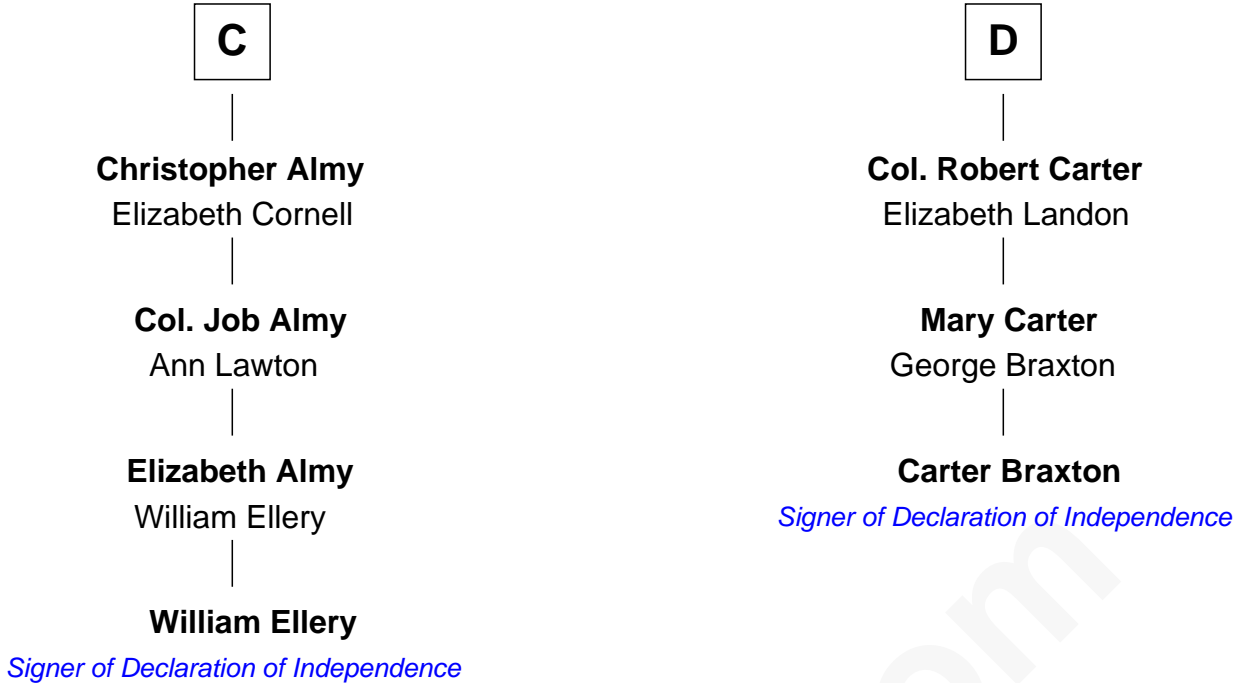 C
Christopher Almy
Elizabeth Cornell
Col. Job Almy
Ann Lawton
Elizabeth Almy
William Ellery
William Ellery
Signer of Declaration of Independence
D
Col. Robert Carter
Elizabeth Landon
Mary Carter
George Braxton
Carter Braxton
Signer of Declaration of Independence